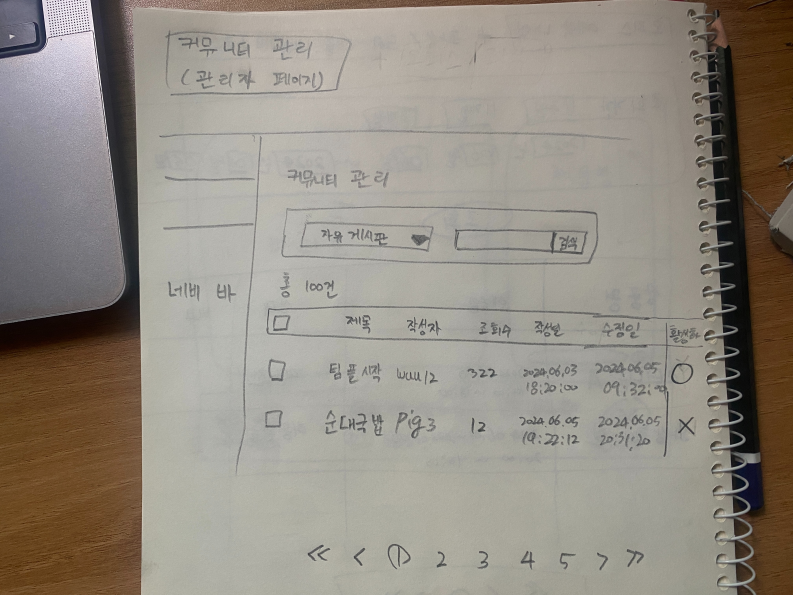 커뮤니티 관리
(관리자 페이지)
커뮤니티 관리
자유게시판 검색
네비 바
총 100건
제목 작성자 조회수 작성일 수정일 활성화
팀플시작 wuu12 322 2024.06.03 18:20:00 2024.06.05 09:32:00 O
순대국밥 Pig3 12 2024.06.05 19:22:12 2024.06.05 20:31:20 X
<< < 1 2 3 4 5 > >>